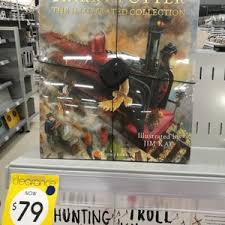 THE ILLUSTRATED COLLECTION
Illustrated by
JIM KAY
clearance
NOW
$79
HUNTING
TROLL